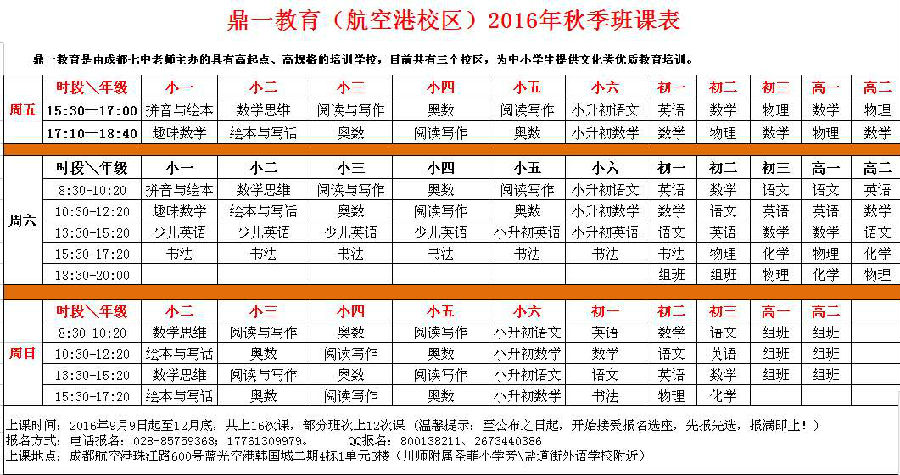 鼎一教育（航空港校区）2016年秋季班课表
鼎一教育是由成都七中老师主办的具有高起点、高规格的培训学校，目前共有三个校区，为中小学生提供文化类优质教育培训。
时段＼年级 小一 小二 小三 小四 小五 小六 初一 初二 初三 高一 高二
周五
15:30—17:00 拼音与绘本 数学思维 阅读与写作 奥数 阅读写作 小升初语文 英语 数学 物理 数学 物理
17:10—18:40 趣味数学 绘本与写话 奥数 阅读写作 奥数 小升初数学 数学 物理 数学 物理 数学
时段＼年级 小一 小二 小三 小四 小五 小六 初一 初二 初三 高一 高二
周六
8:30-10:20 拼音与绘本 数学思维 阅读与写作 奥数 阅读写作 小升初语文 英语 数学 语文 语文 英语
10:30-12:20 趣味数学 绘本与写话 奥数 阅读写作 奥数 小升初数学 数学 语文 英语 英语 数学
13:30-15:20 少儿英语 少儿英语 少儿英语 少儿英语 小升初英语 小升初英语 语文 英语 数学 数学 语文
15:30-17:20 书法 书法 书法 书法 书法 书法 书法 物理 化学 物理 化学
18:30-20:00 组班 组班 物理 化学 物理
时段＼年级 小二 小三 小四 小五 小六 初一 初二 初三 高一 高二
周日
8:30-10:20 数学思维 阅读与写作 奥数 阅读写作 小升初语文 英语 数学 语文 组班 组班
10:30-12:20 绘本与写话 奥数 阅读写作 奥数 小升初数学 数学 语文 英语 组班 组班
13:30-15:20 数学思维 阅读与写作 奥数 阅读写作 小升初数学 语文 英语 数学 组班 组班
15:30-17:20 绘本与写话 奥数 阅读写作 奥数 小升初语文 书法 物理 化学
上课时间：2016年9月9日起至12月底，共上16次课，部分班次上12次课（温馨提示：至公布之日起，开始接受报名选座，先报先选，报满即止！）
报名方式：电话报名：028-85759368；17781309979。 QQ报名：800138211、2673440386
上课地点：成都航空港珠江路600号蓝光空港韩国城二期4栋1单元3楼（川师附属圣菲小学旁\盐道街外语学校附近）